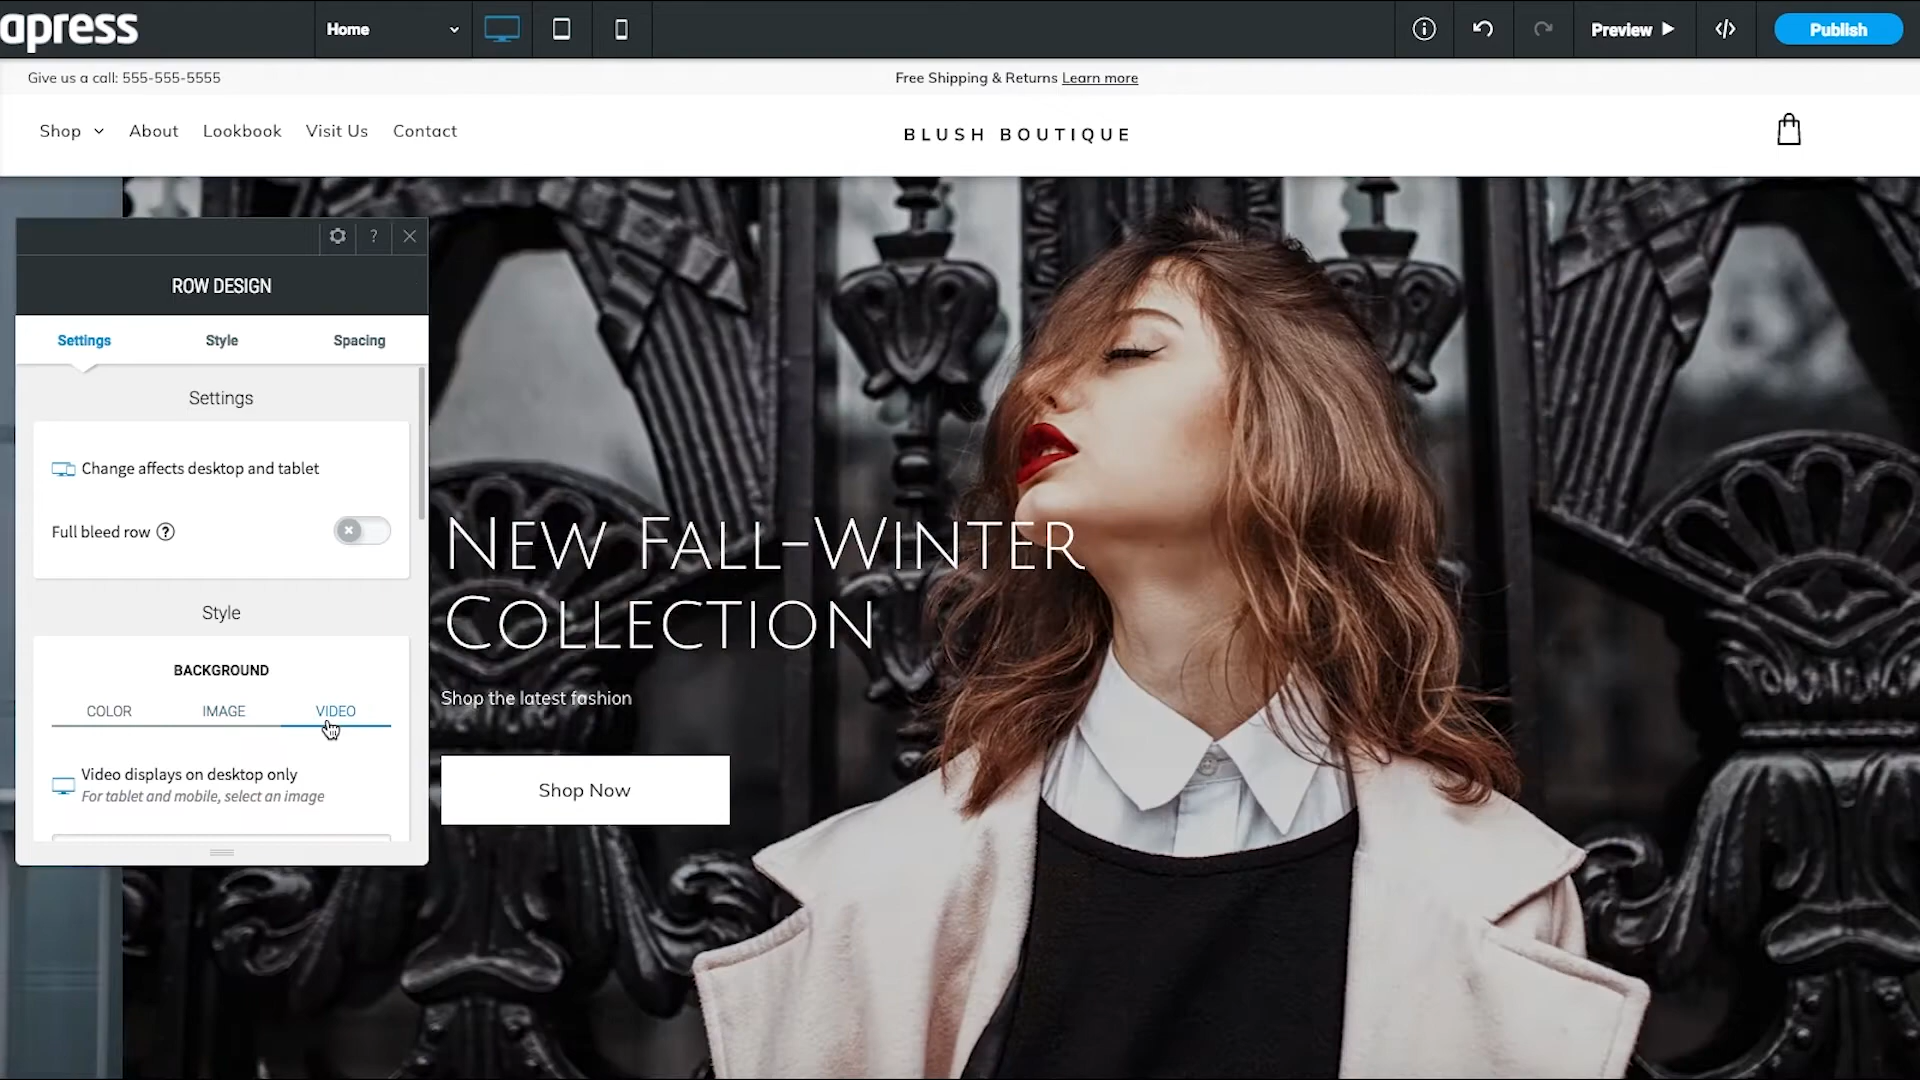 apress
Home
Preview
Publish
Give us a call: 555-555-5555
Free Shipping & Returns Learn more
Shop
About
Lookbook
Visit Us
Contact
BLUSH BOUTIQUE
?
ROW DESIGN
Settings
Style
Spacing
Settings
Change affects desktop and tablet
Full bleed row ?
Style
BACKGROUND
COLOR
IMAGE
VIDEO
Video displays on desktop only
For tablet and mobile, select an image
New Fall-Winter
Collection
Shop the latest fashion
Shop Now